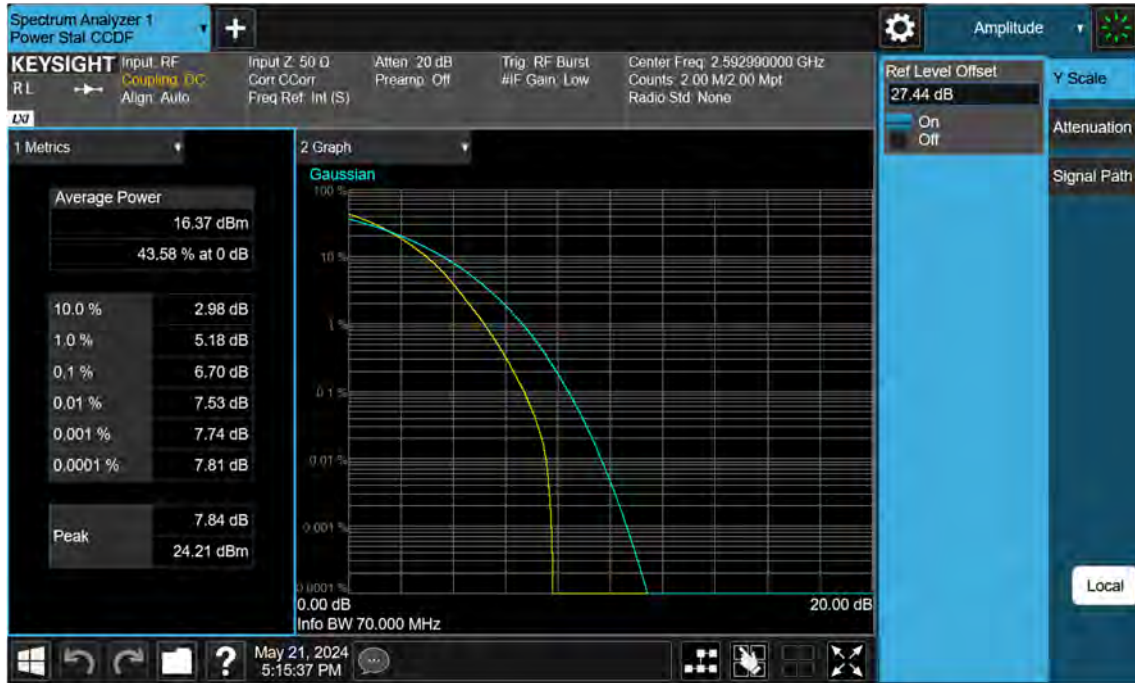 Spectrum Analyzer 1
Power Stat CCDF
+
Amplitude
KEYSIGHT
Input: RF
Coupling: DC
Align: Auto
Input Z: 50 Ω
Corr CCorr
Freq Ref: Int (S)
Atten: 20 dB
Preamp: Off
Trig: RF Burst
#IF Gain: Low
Center Freq: 2.592990000 GHz
Counts: 2.00 M/2.00 Mpt
Radio Std: None
R L
LXI
Ref Level Offset
27.44 dB
On
Off
Y Scale
Attenuation
Signal Path
1 Metrics
Average Power
16.37 dBm
43.58 % at 0 dB
10.0 % 2.98 dB
1.0 % 5.18 dB
0.1 % 6.70 dB
0.01 % 7.53 dB
0.001 % 7.74 dB
0.0001 % 7.81 dB
Peak
7.84 dB
24.21 dBm
2 Graph
Gaussian
100 %
10 %
1 %
0.1 %
0.01 %
0.001 %
0.0001 %
0.00 dB
20.00 dB
Info BW 70.000 MHz
Local
?
May 21, 2024
5:15:37 PM